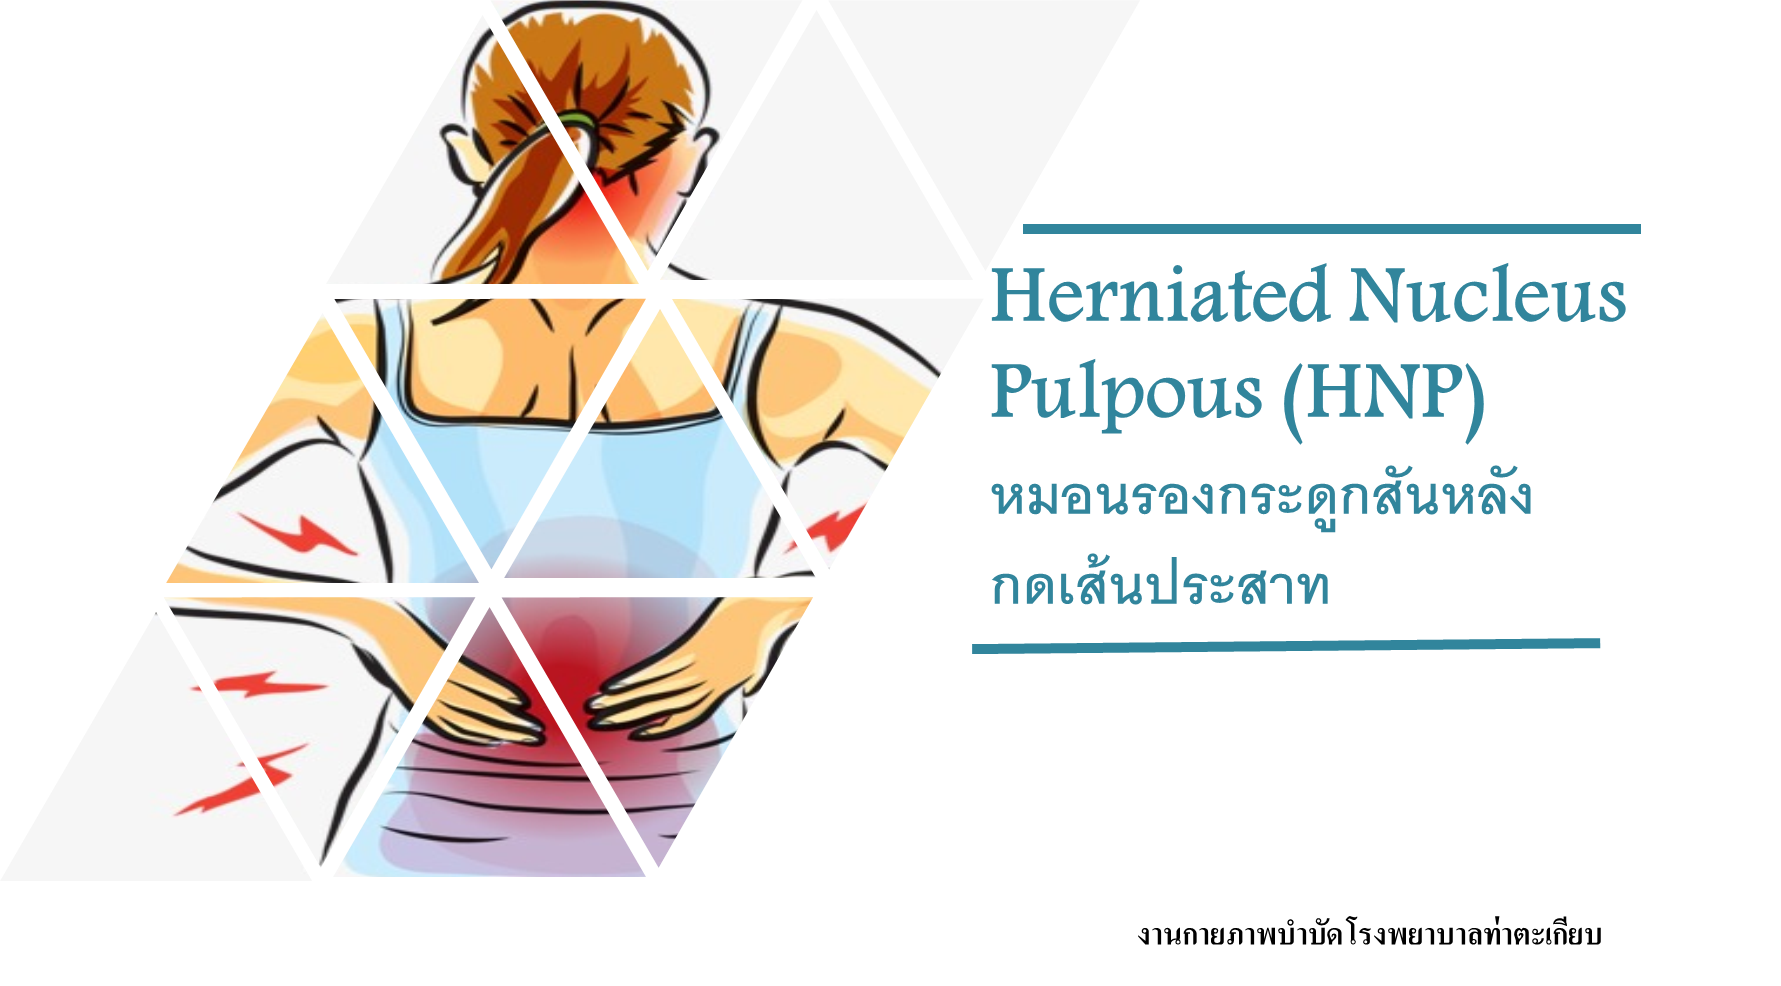 Herniated Nucleus
Pulpous (HNP)
หมอนรองกระดูกสันหลัง
กดเส้นประสาท
งานกายภาพบำบัดโรงพยาบาลท่าตะเกียบ